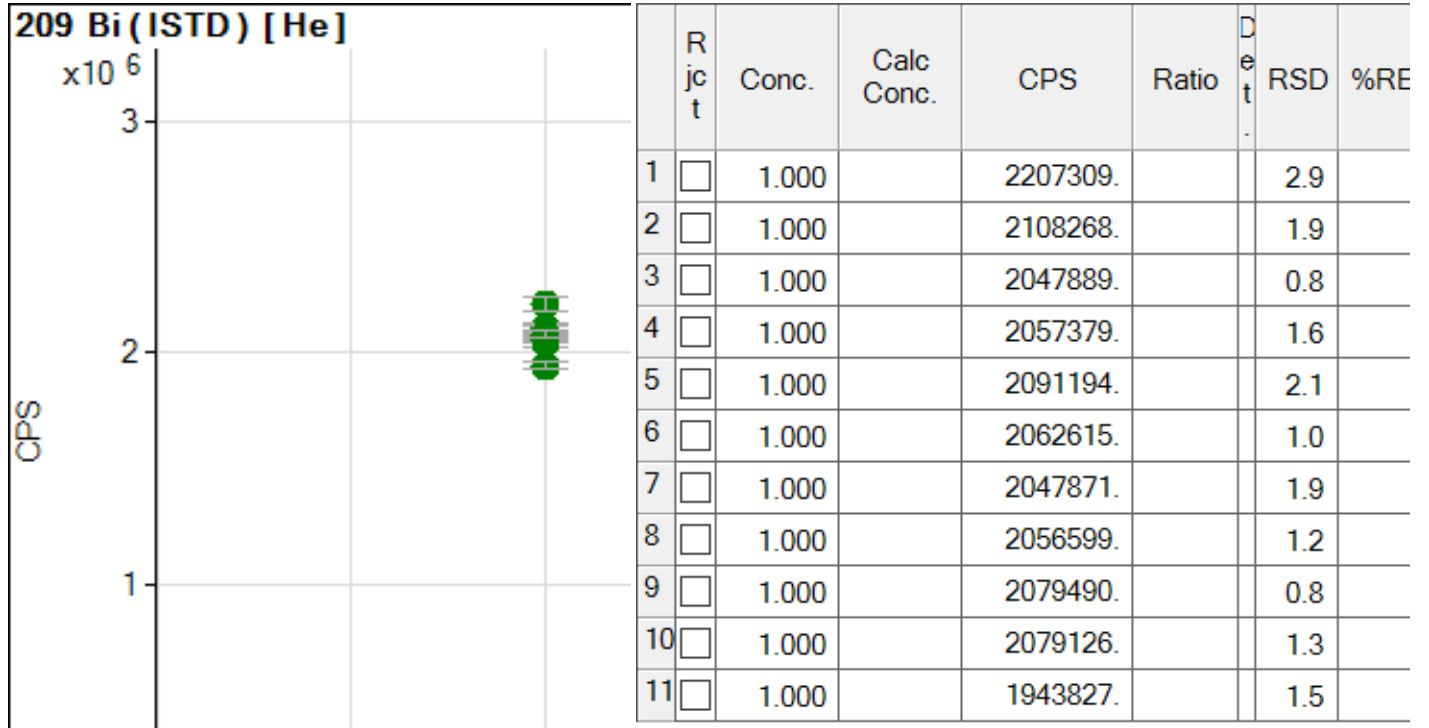 209 Bi ( ISTD ) [ He ]
x10 6
3
2
1
CPS
R jc t Conc. Calc Conc. CPS Ratio D e t . RSD %RE
1 1.000 2207309. 2.9
2 1.000 2108268. 1.9
3 1.000 2047889. 0.8
4 1.000 2057379. 1.6
5 1.000 2091194. 2.1
6 1.000 2062615. 1.0
7 1.000 2047871. 1.9
8 1.000 2056599. 1.2
9 1.000 2079490. 0.8
10 1.000 2079126. 1.3
11 1.000 1943827. 1.5